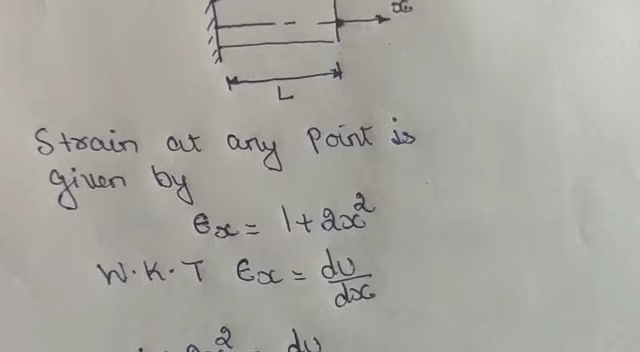 x
L
Strain at any point is
given by
εx = 1+2x²
W.K.T εx = du/dx